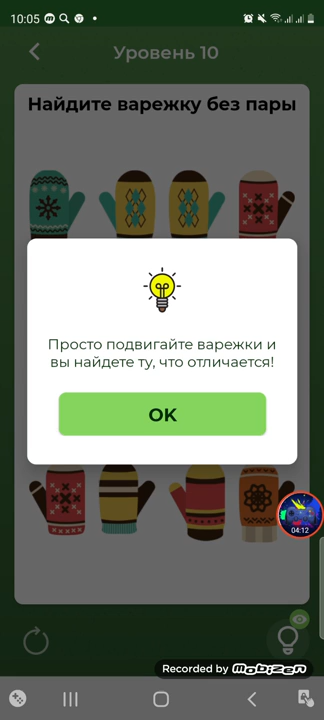 10:05
Уровень 10
Найдите варежку без пары
Просто подвигайте варежки и
вы найдете ту, что отличается!
OK
04:12
Recorded by MOBIZEN